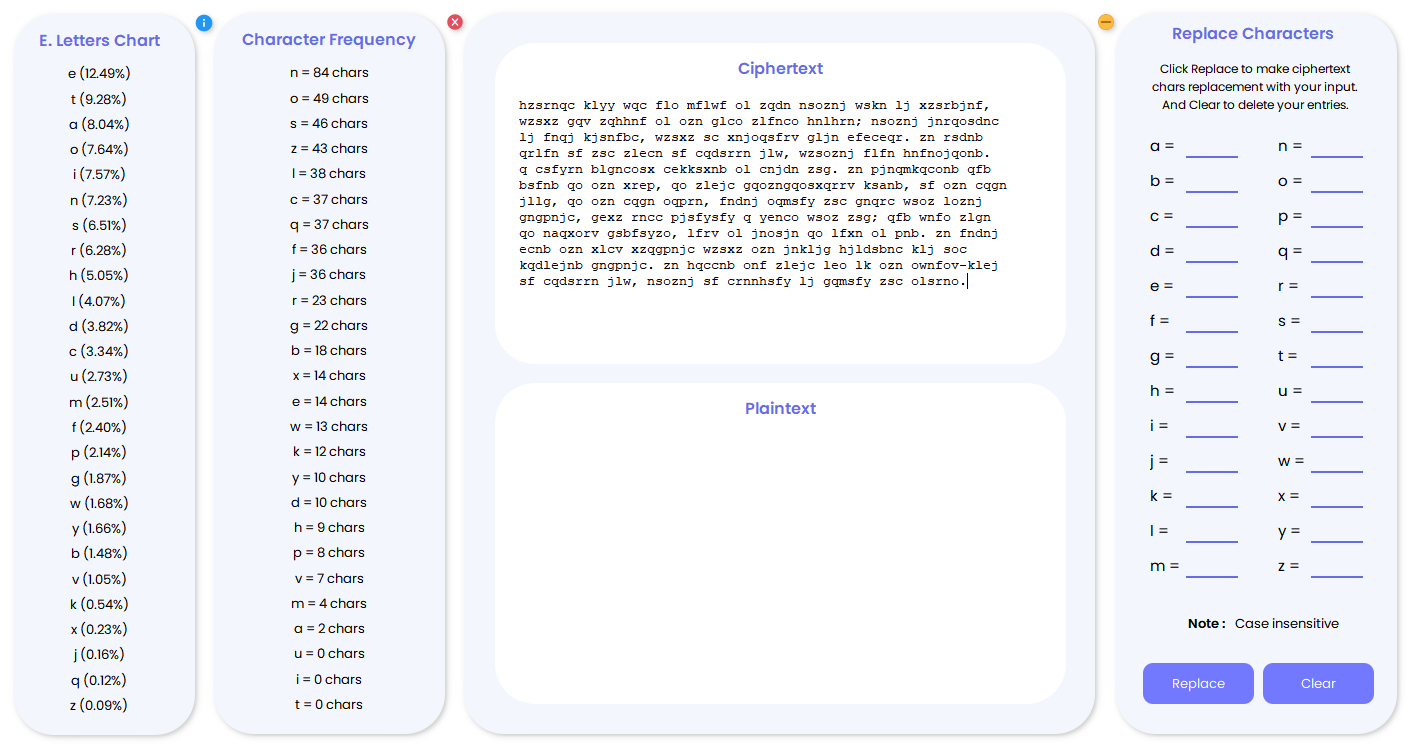 E. Letters Chart
e (12.49%)
t (9.28%)
a (8.04%)
o (7.64%)
i (7.57%)
n (7.23%)
s (6.51%)
r (6.28%)
h (5.05%)
l (4.07%)
d (3.82%)
c (3.34%)
u (2.73%)
m (2.51%)
f (2.40%)
p (2.14%)
g (1.87%)
w (1.68%)
y (1.66%)
b (1.48%)
v (1.05%)
k (0.54%)
x (0.23%)
j (0.16%)
q (0.12%)
z (0.09%)
Character Frequency
n = 84 chars
o = 49 chars
s = 46 chars
z = 43 chars
l = 38 chars
c = 37 chars
q = 37 chars
f = 36 chars
j = 36 chars
r = 23 chars
g = 22 chars
b = 18 chars
x = 14 chars
e = 14 chars
w = 13 chars
k = 12 chars
y = 10 chars
d = 10 chars
h = 9 chars
p = 8 chars
v = 7 chars
m = 4 chars
a = 2 chars
u = 0 chars
i = 0 chars
t = 0 chars
Ciphertext
hzsrnqc klyy wqc flo mflwf ol zqdn nsoznj wskn lj xzsrbjnf,
wzsxz gqv zqhhnf ol ozn glco zlfnco hnlhrn; nsoznj jnrqosdnc
lj fnqj kjsnfbc, wzsxz sc xnjoqsfrv gljn efeceqr. zn rsdnb
qrlfn sf zsc zlecn sf cqdsrrn jlw, wzsoznj flfn hnfnojqonb.
q csfyrn blgncosx cekksxnb ol cnjdn zsg. zn pjnqmkqconb qfb
bsfnb qo ozn xrep, qo zlejc gqozngqosxqrrv ksanb, sf ozn cqgn
jllg, qo ozn cqgn oqprn, fndnj oqmsfy zsc gnqrc wsoz loznj
gngpnjc, gexz rncc pjsfysfy q yenco wsoz zsg; qfb wnfo zlgn
qo naqxorv gsbfsyzo, lfrv ol jnosjn qo lfxn ol pnb. zn fndnj
ecnb ozn xlcv xzqgpnjc wzsxz ozn jnkljg hjldsbnc klj soc
kqdlejnb gngpnjc. zn hqccnb onf zlejc leo lk ozn ownfov-klej
sf cqdsrrn jlw, nsoznj sf crnnhsfy lj gqmsfy zsc olsrno.
Plaintext
Replace Characters
Click Replace to make ciphertext
chars replacement with your input.
And Clear to delete your entries.
a = n =
b = o =
c = p =
d = q =
e = r =
f = s =
g = t =
h = u =
i = v =
j = w =
k = x =
l = y =
m = z =
Note : Case insensitive
Replace Clear